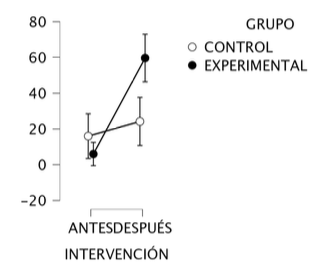 80
60
40
20
0
−20
GRUPO
CONTROL
EXPERIMENTAL
ANTESDESPUÉS
INTERVENCIÓN